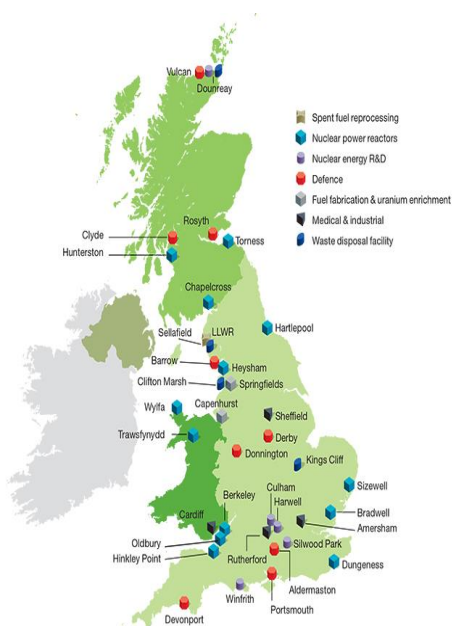 Vulcan
Dounreay
Spent fuel reprocessing
Nuclear power reactors
Nuclear energy R&D
Defence
Fuel fabrication & uranium enrichment
Medical & industrial
Waste disposal facility
Rosyth
Clyde
Torness
Hunterston
Chapelcross
Sellafield
LLWR
Hartlepool
Barrow
Heysham
Clifton Marsh
Springfields
Wylfa
Capenhurst
Sheffield
Trawsfynydd
Derby
Donnington
Kings Cliff
Culham
Sizewell
Berkeley
Harwell
Cardiff
Bradwell
Amersham
Oldbury
Silwood Park
Hinkley Point
Rutherford
Dungeness
Aldermaston
Winfrith
Portsmouth
Devonport